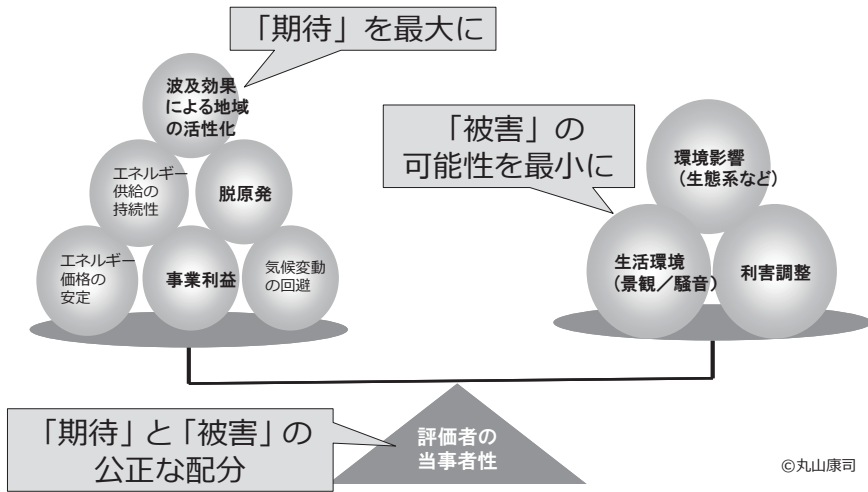 「期待」を最大に
波及効果
による地域
の活性化
エネルギー
供給の
持続性
脱原発
エネルギー
価格の
安定
事業利益
気候変動
の回避
「被害」の
可能性を最小に
環境影響
（生態系など）
生活環境
（景観／騒音）
利害調整
「期待」と「被害」の
公正な配分
評価者の
当事者性
©丸山康司